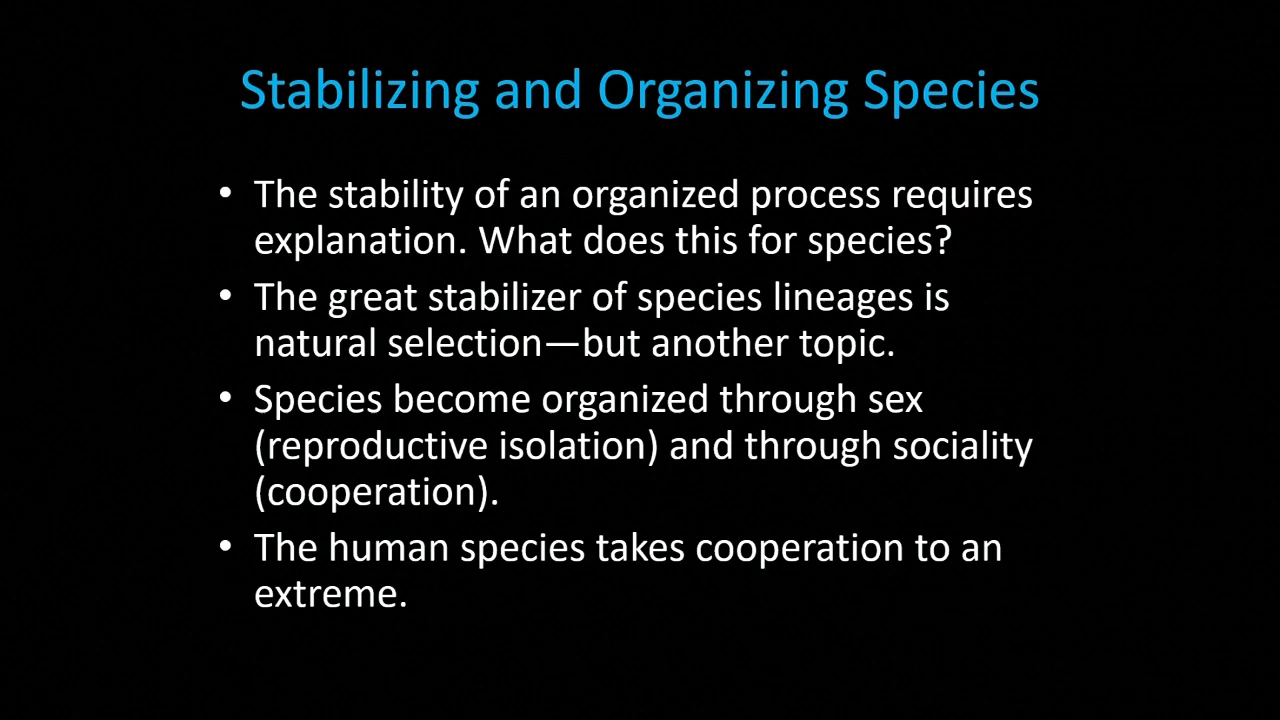 Stabilizing and Organizing Species
• The stability of an organized process requires
explanation. What does this for species?
• The great stabilizer of species lineages is
natural selection—but another topic.
• Species become organized through sex
(reproductive isolation) and through sociality
(cooperation).
• The human species takes cooperation to an
extreme.